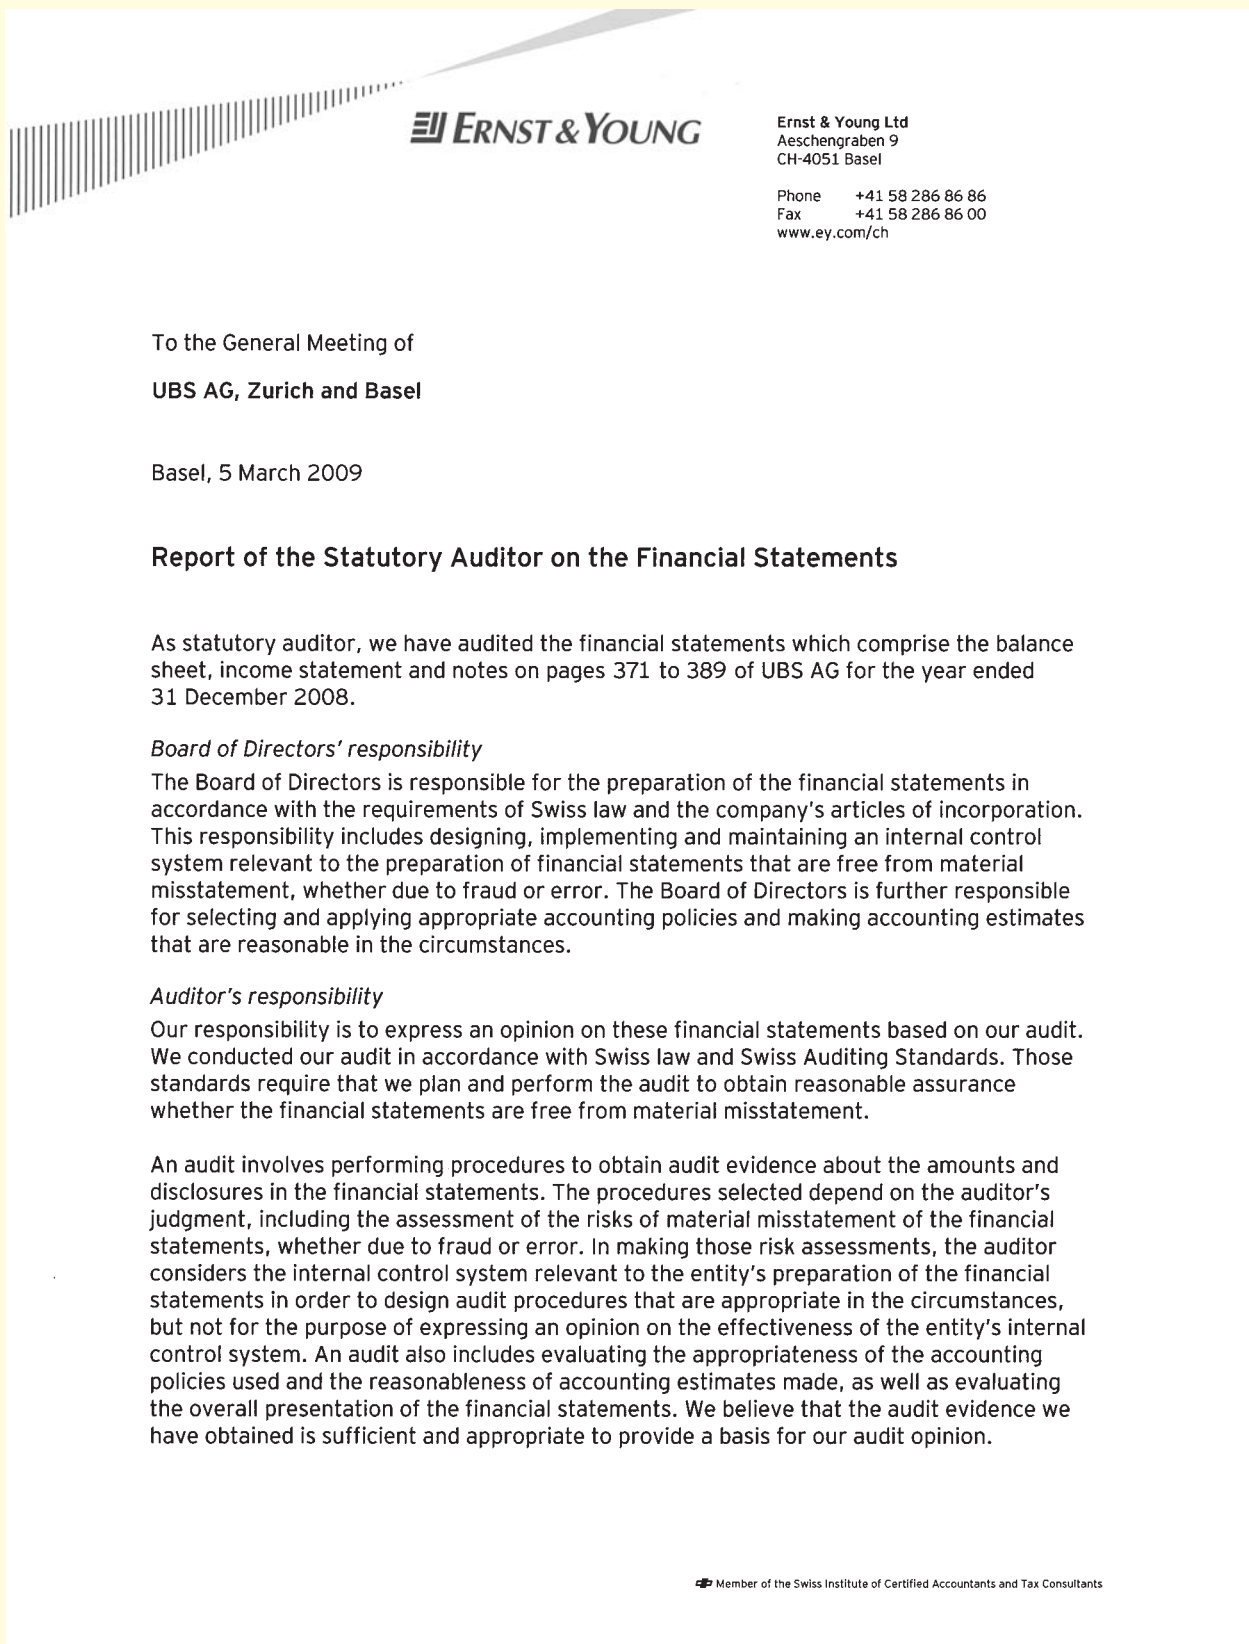 ERNST & YOUNG
Ernst & Young Ltd
Aeschengraben 9
CH-4051 Basel
Phone +41 58 286 86 86
Fax +41 58 286 86 00
www.ey.com/ch
To the General Meeting of
UBS AG, Zurich and Basel
Basel, 5 March 2009
Report of the Statutory Auditor on the Financial Statements
As statutory auditor, we have audited the financial statements which comprise the balance
sheet, income statement and notes on pages 371 to 389 of UBS AG for the year ended
31 December 2008.
Board of Directors' responsibility
The Board of Directors is responsible for the preparation of the financial statements in
accordance with the requirements of Swiss law and the company's articles of incorporation.
This responsibility includes designing, implementing and maintaining an internal control
system relevant to the preparation of financial statements that are free from material
misstatement, whether due to fraud or error. The Board of Directors is further responsible
for selecting and applying appropriate accounting policies and making accounting estimates
that are reasonable in the circumstances.
Auditor's responsibility
Our responsibility is to express an opinion on these financial statements based on our audit.
We conducted our audit in accordance with Swiss law and Swiss Auditing Standards. Those
standards require that we plan and perform the audit to obtain reasonable assurance
whether the financial statements are free from material misstatement.
An audit involves performing procedures to obtain audit evidence about the amounts and
disclosures in the financial statements. The procedures selected depend on the auditor's
judgment, including the assessment of the risks of material misstatement of the financial
statements, whether due to fraud or error. In making those risk assessments, the auditor
considers the internal control system relevant to the entity's preparation of the financial
statements in order to design audit procedures that are appropriate in the circumstances,
but not for the purpose of expressing an opinion on the effectiveness of the entity's internal
control system. An audit also includes evaluating the appropriateness of the accounting
policies used and the reasonableness of accounting estimates made, as well as evaluating
the overall presentation of the financial statements. We believe that the audit evidence we
have obtained is sufficient and appropriate to provide a basis for our audit opinion.
Member of the Swiss Institute of Certified Accountants and Tax Consultants